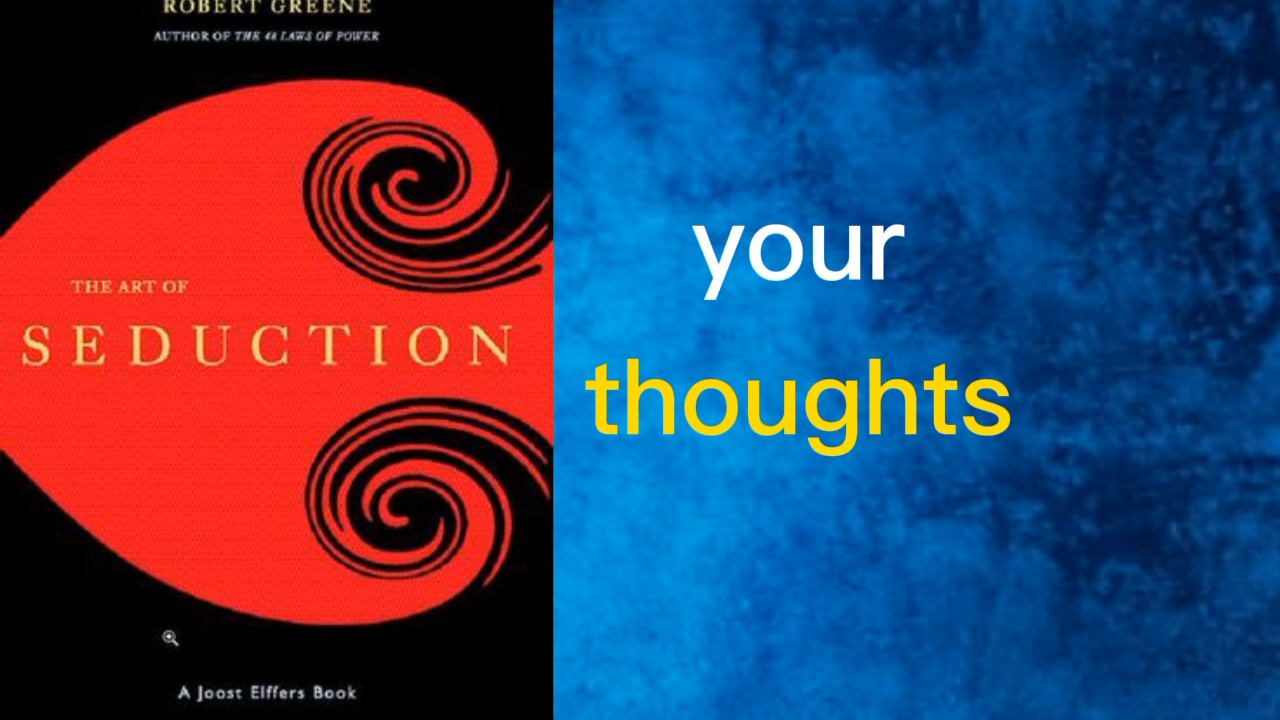 ROBERT GREENE
AUTHOR OF THE 48 LAWS OF POWER
THE ART OF
SEDUCTION
A Joost Elffers Book
your
thoughts